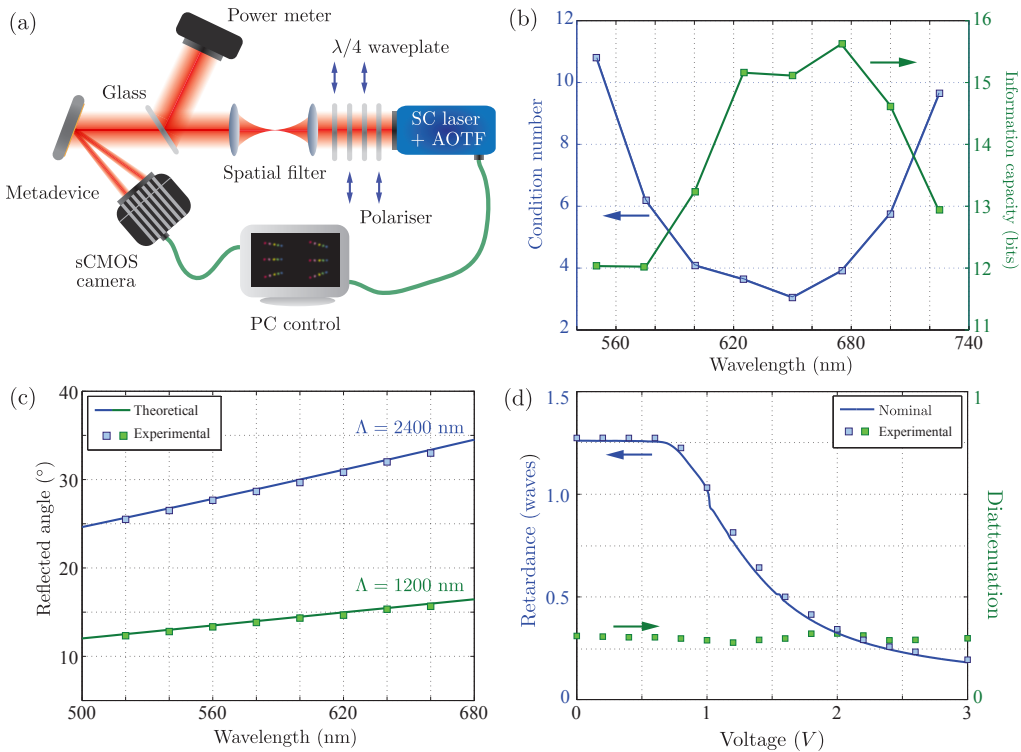 (a)
Power meter
λ/4 waveplate
Glass
SC laser
+ AOTF
Spatial filter
Metadevice
Polariser
sCMOS
camera
PC control
(b)
12
10
8
6
4
2
Condition number
16
15
14
13
12
11
Information capacity (bits)
560
620
680
740
Wavelength (nm)
(c)
40
30
20
10
Reflected angle (°)
Theoretical
Experimental
Λ = 2400 nm
Λ = 1200 nm
500
560
620
680
Wavelength (nm)
(d)
1.5
1.0
0.5
0
Retardance (waves)
Nominal
Experimental
1
0
Diattenuation
0
1
2
3
Voltage (V)